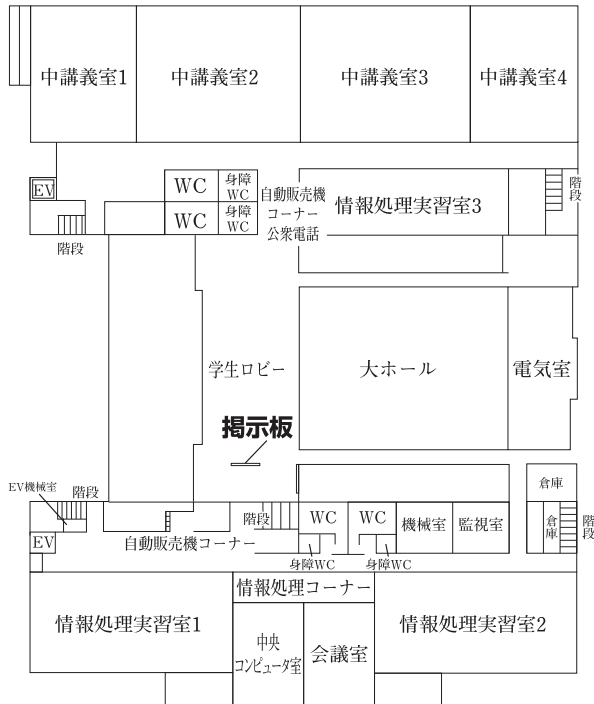 中講義室1
中講義室2
中講義室3
中講義室4
EV
WC
身障
WC
WC
身障
WC
自動販売機
コーナー
公衆電話
情報処理実習室3
階段
階段
学生ロビー
大ホール
電気室
掲示板
EV機械室
階段
EV
自動販売機コーナー
階段
WC
WC
身障WC
身障WC
機械室
監視室
倉庫
倉庫
階段
情報処理コーナー
情報処理実習室1
中央
コンピュータ室
会議室
情報処理実習室2